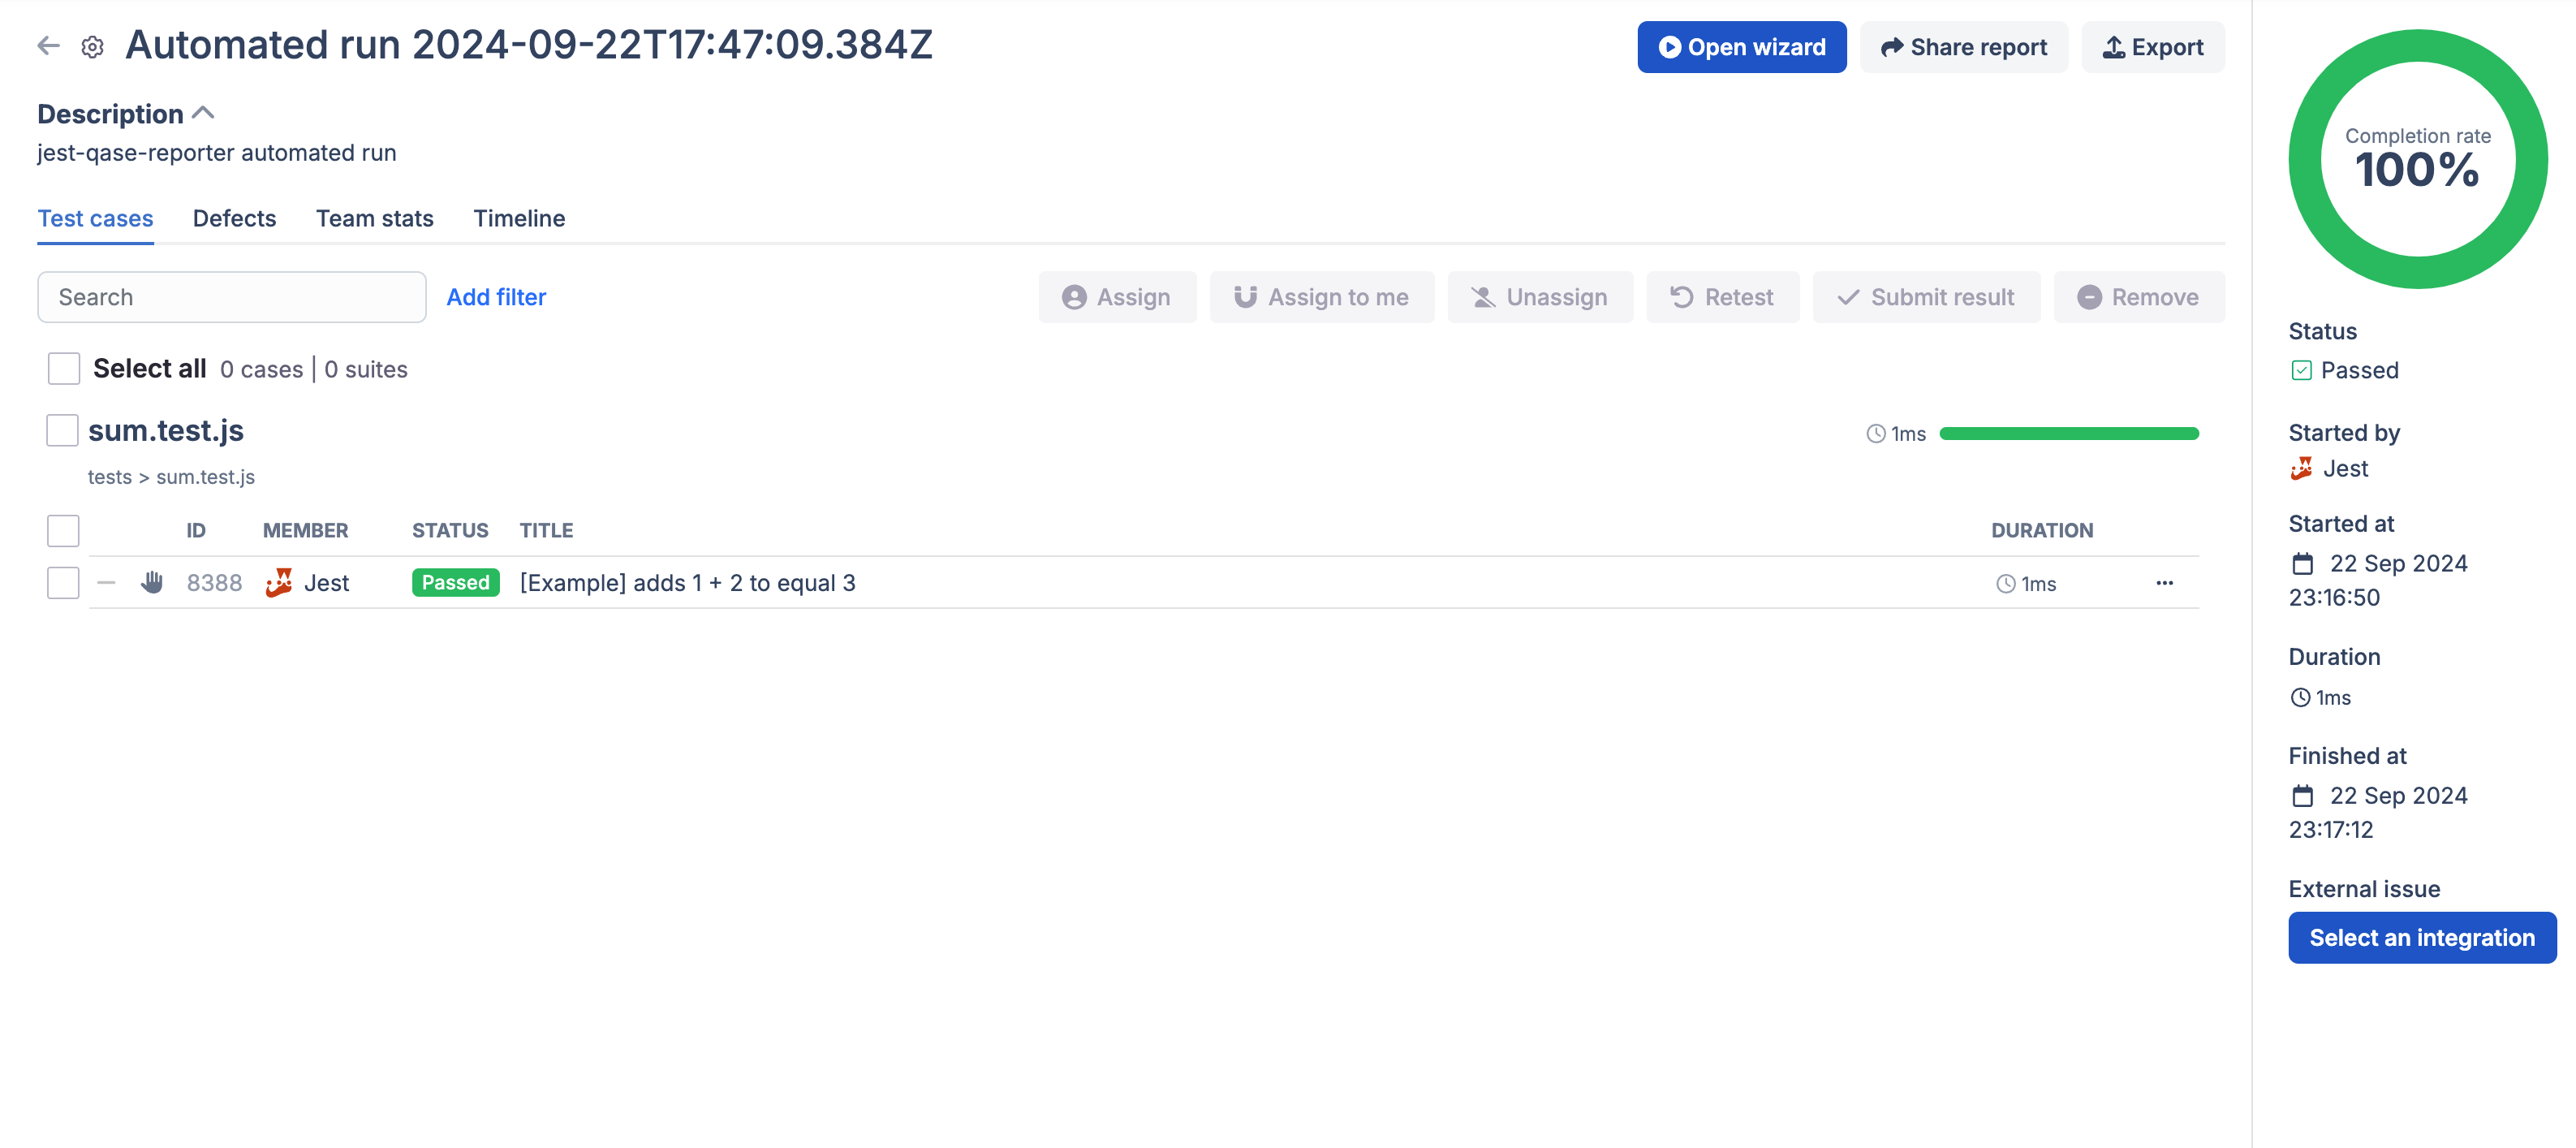 Automated run 2024-09-22T17:47:09.384Z
Open wizard
Share report
Export
Description
jest-qase-reporter automated run
Test cases
Defects
Team stats
Timeline
Search
Add filter
Assign
Assign to me
Unassign
Retest
Submit result
Remove
Select all 0 cases | 0 suites
sum.test.js
1ms
tests > sum.test.js
ID MEMBER STATUS TITLE DURATION
8388 Jest Passed [Example] adds 1 + 2 to equal 3 1ms
Completion rate
100%
Status
Passed
Started by
Jest
Started at
22 Sep 2024
23:16:50
Duration
1ms
Finished at
22 Sep 2024
23:17:12
External issue
Select an integration